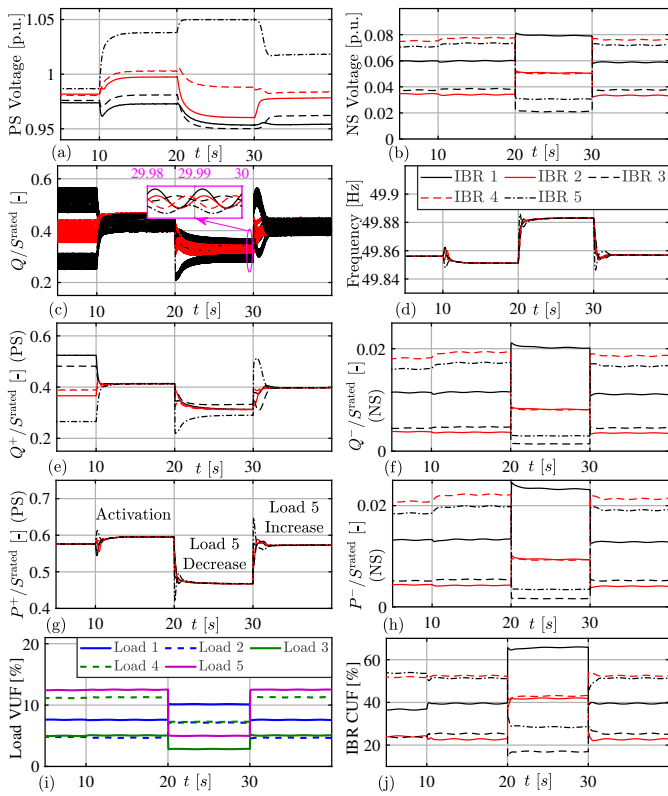 PS Voltage [p.u.]
1.05
1
0.95
(a)
10
20
30
t [s]
NS Voltage [p.u.]
0.08
0.06
0.04
0.02
0
(b)
10
20
30
t [s]
Q/S^rated [-]
0.6
0.4
0.2
29.98
29.99
30
(c)
10
20
30
t [s]
Frequency [Hz]
49.9
49.88
49.86
49.84
IBR 1
IBR 2
IBR 3
IBR 4
IBR 5
(d)
10
20
30
t [s]
Q⁺/S^rated [-] (PS)
0.6
0.4
0.2
(e)
10
20
30
t [s]
Q⁻/S^rated [-]
(NS)
0.02
0
(f)
10
20
30
t [s]
P⁺/S^rated [-] (PS)
0.7
0.6
0.5
0.4
Activation
Load 5
Decrease
Load 5
Increase
(g)
10
20
30
t [s]
P⁻/S^rated [-]
(NS)
0.02
0
(h)
10
20
30
t [s]
Load VUF [%]
20
10
0
Load 1
Load 2
Load 3
Load 4
Load 5
(i)
10
20
30
t [s]
IBR CUF [%]
60
40
20
(j)
10
20
30
t [s]